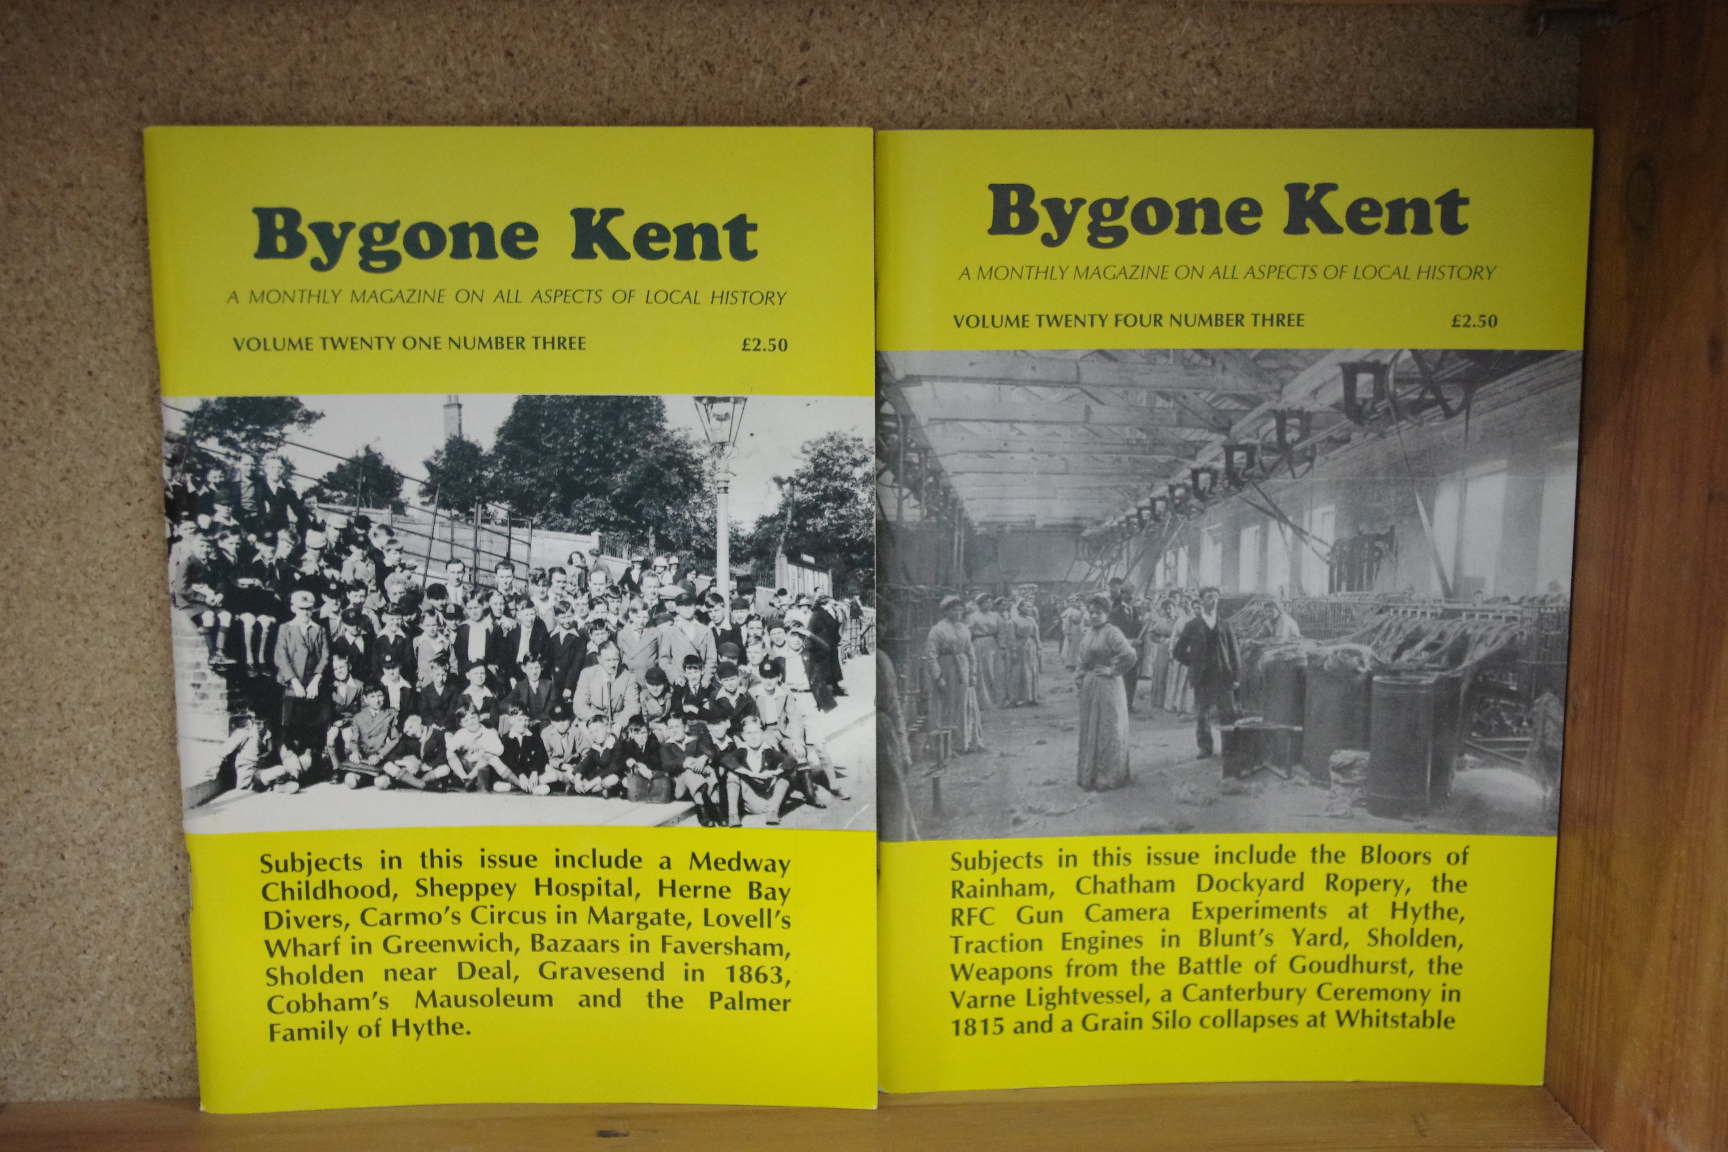 Bygone Kent
A MONTHLY MAGAZINE ON ALL ASPECTS OF LOCAL HISTORY
VOLUME TWENTY ONE NUMBER THREE £2.50
Subjects in this issue include a Medway
Childhood, Sheppey Hospital, Herne Bay
Divers, Carmo's Circus in Margate, Lovell's
Wharf in Greenwich, Bazaars in Faversham,
Sholden near Deal, Gravesend in 1863,
Cobham's Mausoleum and the Palmer
Family of Hythe.
Bygone Kent
A MONTHLY MAGAZINE ON ALL ASPECTS OF LOCAL HISTORY
VOLUME TWENTY FOUR NUMBER THREE £2.50
Subjects in this issue include the Bloors of
Rainham, Chatham Dockyard Ropery, the
RFC Gun Camera Experiments at Hythe,
Traction Engines in Blunt's Yard, Sholden,
Weapons from the Battle of Goudhurst, the
Varne Lightvessel, a Canterbury Ceremony in
1815 and a Grain Silo collapses at Whitstable